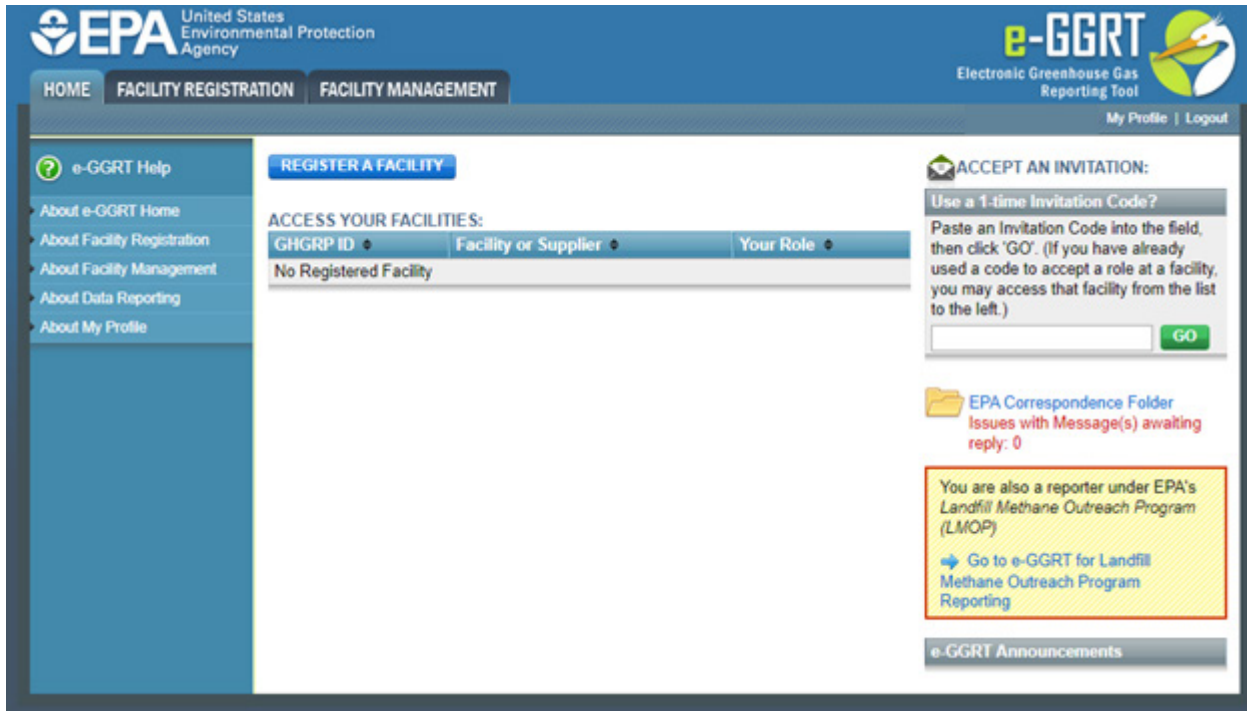 EPA
United States
Environmental Protection
Agency
e-GGRT
Electronic Greenhouse Gas
Reporting Tool
HOME FACILITY REGISTRATION FACILITY MANAGEMENT
My Profile | Logout
e-GGRT Help
About e-GGRT Home
About Facility Registration
About Facility Management
About Data Reporting
About My Profile
REGISTER A FACILITY
ACCESS YOUR FACILITIES:
GHGRP ID Facility or Supplier Your Role
No Registered Facility
ACCEPT AN INVITATION:
Use a 1-time Invitation Code?
Paste an Invitation Code into the field,
then click 'GO'. (If you have already
used a code to accept a role at a facility,
you may access that facility from the list
to the left.)
GO
EPA Correspondence Folder
Issues with Message(s) awaiting
reply: 0
You are also a reporter under EPA's
Landfill Methane Outreach Program
(LMOP)
Go to e-GGRT for Landfill
Methane Outreach Program
Reporting
e-GGRT Announcements